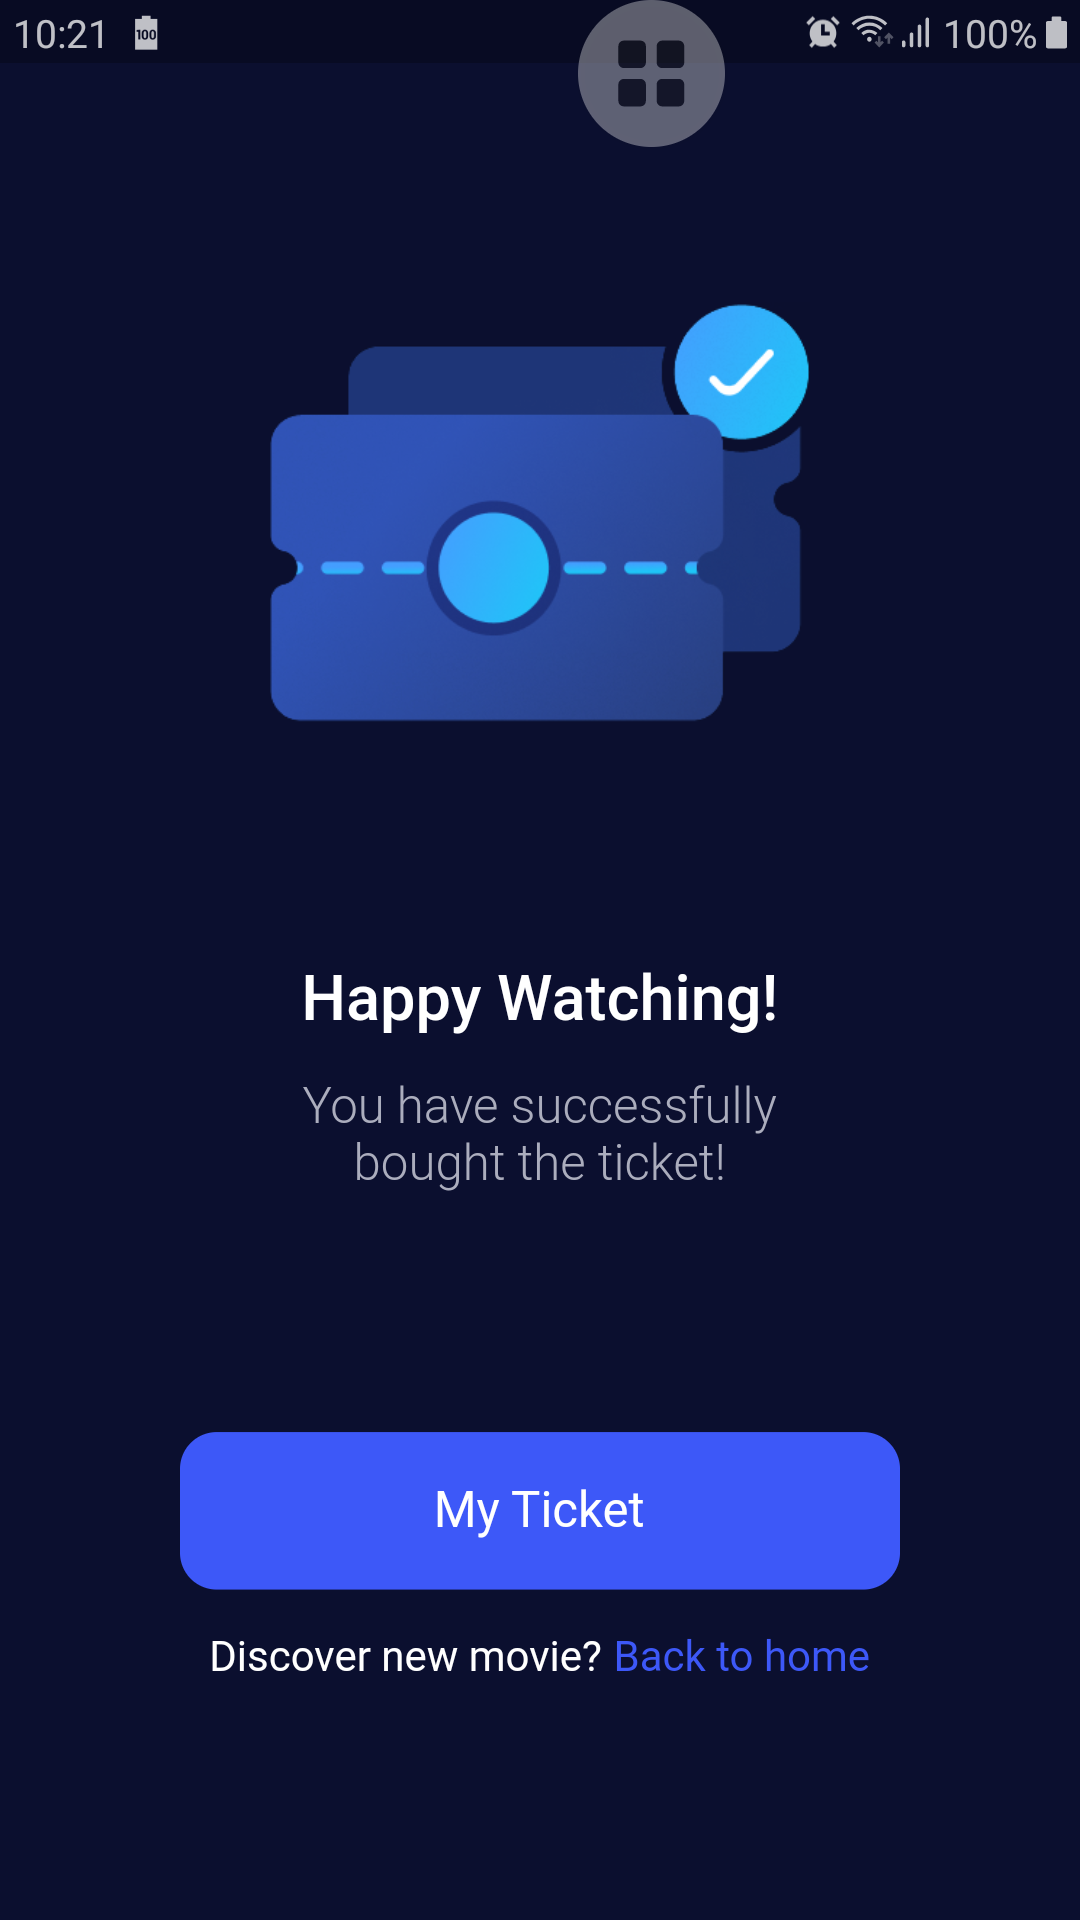 10:21 100 100%
Happy Watching!
You have successfully
bought the ticket!
My Ticket
Discover new movie? Back to home